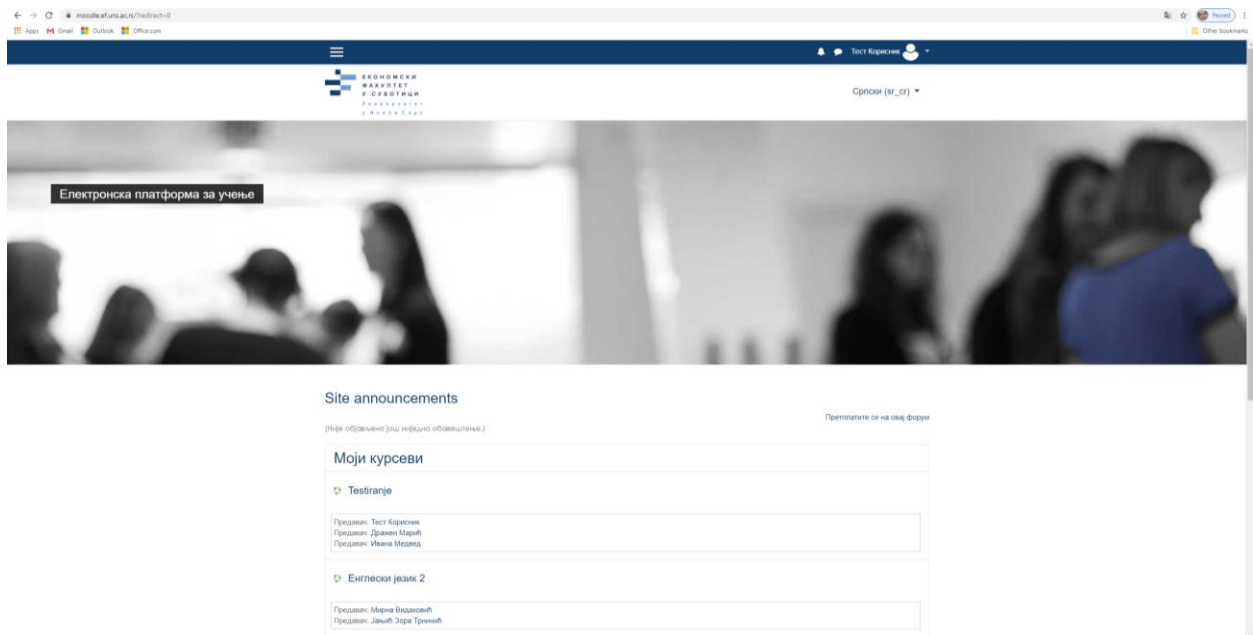 moodle.ef.uns.ac.rs/?redirect=0
Paused
Apps Gmail Outlook Office.com
Other bookmarks
Тест Корисник
ЕКОНОМСКИ
ФАКУЛТЕТ
У СУБОТИЦИ
Универзитет
у Новом Саду
Српски (sr_cr)
Електронска платформа за учење
Site announcements
Претплатите се на овај форум
(Није објављено још ниједно обавештење.)
Моји курсеви
Testiranje
Предавач: Тест Корисник
Предавач: Дражен Марић
Предавач: Ивана Медвед
Енглески језик 2
Предавач: Мирна Видаковић
Предавач: Јањић Зора Трнинић